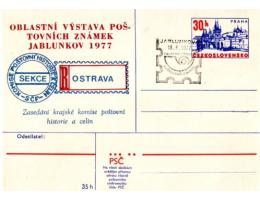 OBLASTNÍ VÝSTAVA POŠ-
TOVNÍCH ZNÁMEK
JABLUNKOV 1977
30h
PRAHA
ČESKOSLOVENSKO
JABLUNKOV
SEKCE
SČF
R
OSTRAVA
Zasedání krajské komise poštovní
historie a celin
Odesílatel:
PSČ
35 h